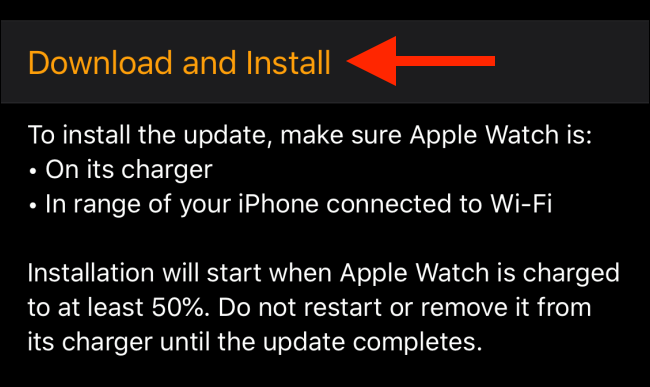 Download and Install
To install the update, make sure Apple Watch is:
• On its charger
• In range of your iPhone connected to Wi-Fi
Installation will start when Apple Watch is charged
to at least 50%. Do not restart or remove it from
its charger until the update completes.